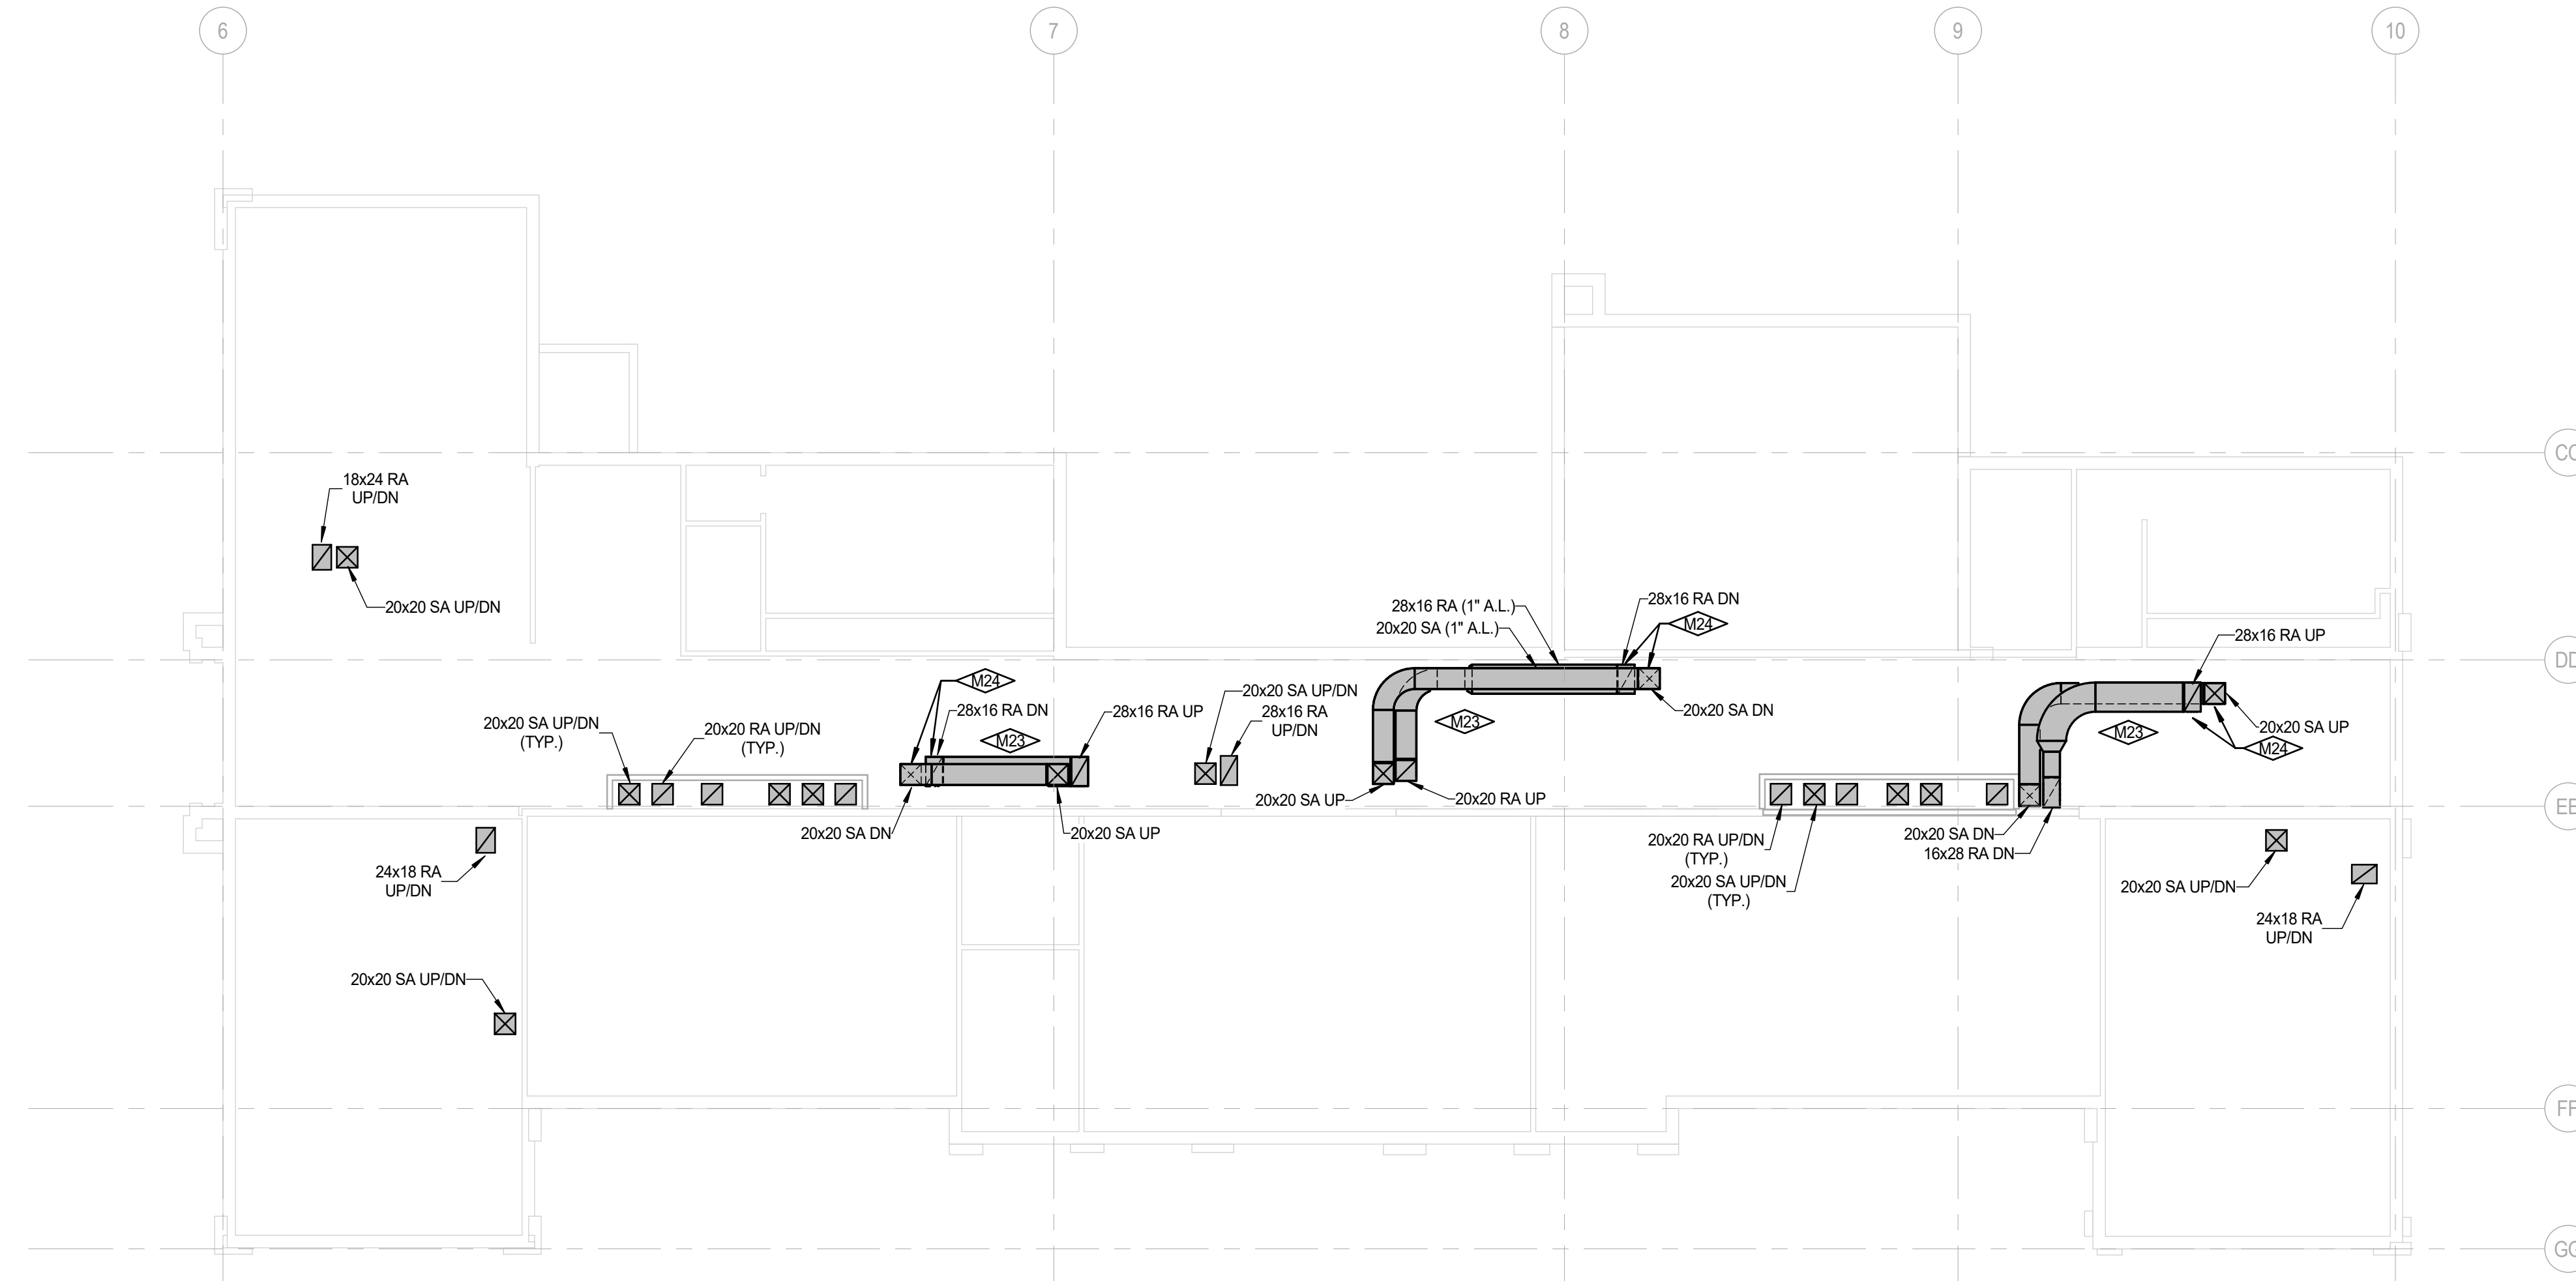 6
7
8
9
10
CC
18x24 RA
UP/DN
20x20 SA UP/DN
28x16 RA (1" A.L.)
20x20 SA (1" A.L.)
28x16 RA DN
M24
28x16 RA UP
DD
M24
20x20 SA UP/DN
28x16 RA
UP/DN
20x20 SA DN
28x16 RA DN
28x16 RA UP
M23
M23
M23
20x20 SA UP
M24
20x20 SA UP/DN
(TYP.)
20x20 RA UP/DN
(TYP.)
20x20 SA UP
20x20 RA UP
EE
20x20 SA DN
20x20 SA UP
20x20 RA UP/DN
(TYP.)
20x20 SA UP/DN
(TYP.)
20x20 SA DN
16x28 RA DN
24x18 RA
UP/DN
20x20 SA UP/DN
24x18 RA
UP/DN
20x20 SA UP/DN
FF
GG